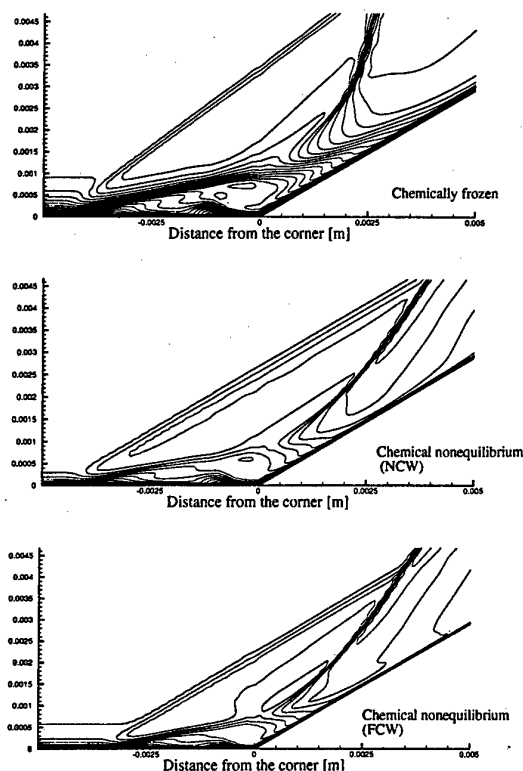 0.0045
0.004
0.0035
0.003
0.0025
0.002
0.0015
0.001
0.0005
0
Chemically frozen
-0.0025 0 0.0025 0.005
Distance from the corner [m]
0.0045
0.004
0.0035
0.003
0.0025
0.002
0.0015
0.001
0.0005
0
Chemical nonequilibrium
(NCW)
-0.0025 0 0.0025 0.005
Distance from the corner [m]
0.0045
0.004
0.0035
0.003
0.0025
0.002
0.0015
0.001
0.0005
0
Chemical nonequilibrium
(FCW)
-0.0025 0 0.0025 0.005
Distance from the corner [m]